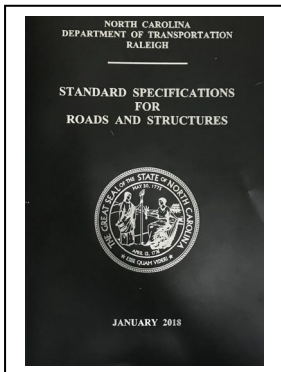 NORTH CAROLINA
DEPARTMENT OF TRANSPORTATION
RALEIGH
STANDARD SPECIFICATIONS
FOR
ROADS AND STRUCTURES
THE GREAT SEAL OF THE STATE OF NORTH CAROLINA
MAY 20, 1775
APRIL 12, 1776
ESSE QUAM VIDERI
JANUARY 2018